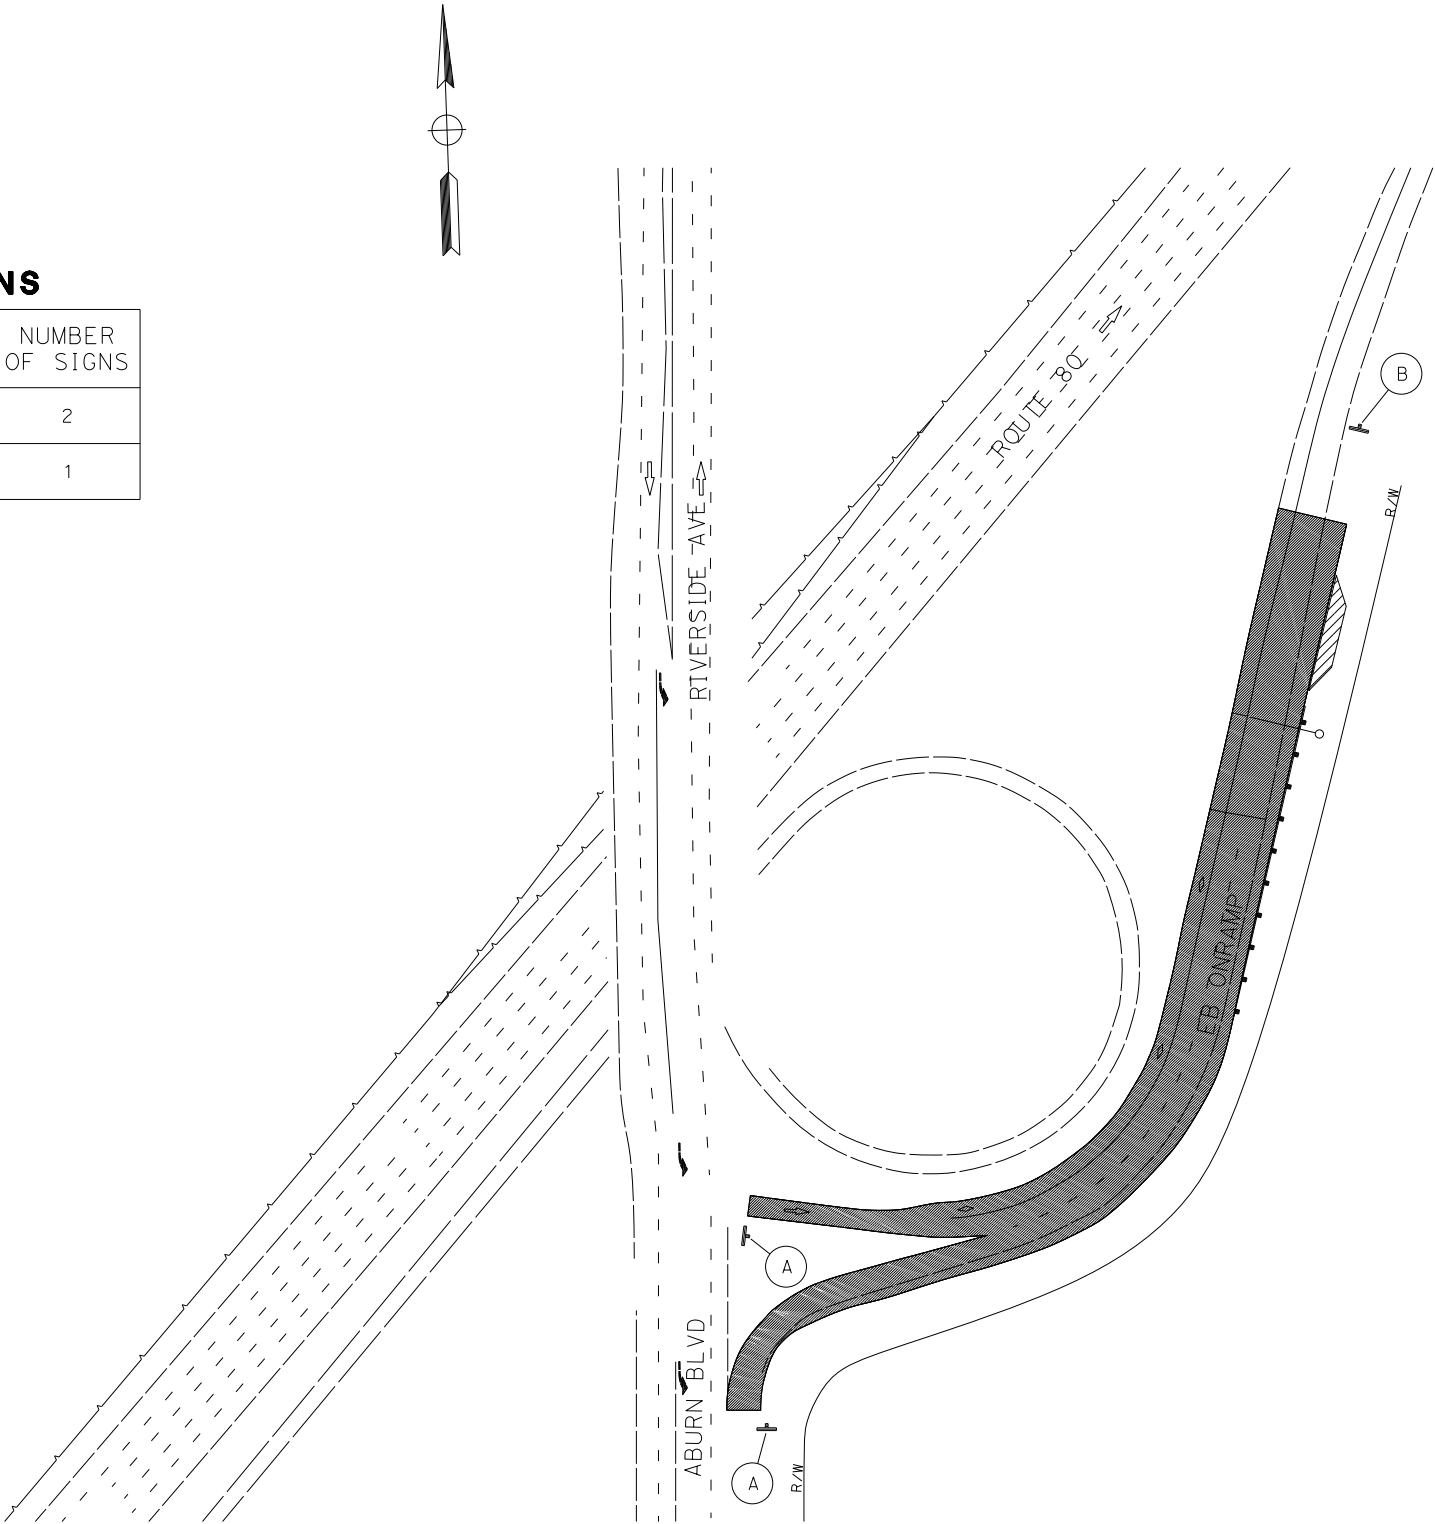 NS
NUMBER
OF SIGNS
2
1
ROUTE 80
B
R/W
RIVERSIDE AVE
EB ONRAMP
A
ABURN BLVD
A
R/W